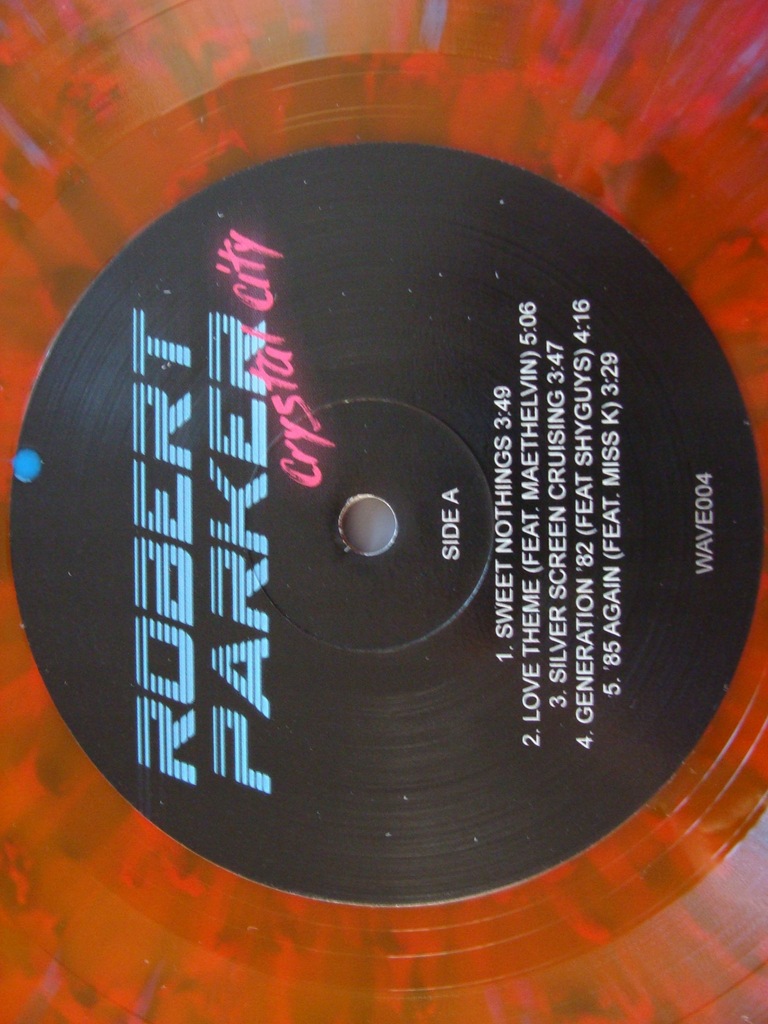 ROBERT
PARKER
crystal city
SIDE A
1. SWEET NOTHINGS 3:49
2. LOVE THEME (FEAT. MAETHELVIN) 5:06
3. SILVER SCREEN CRUISING 3:47
4. GENERATION '82 (FEAT SHYGUYS) 4:16
5. '85 AGAIN (FEAT. MISS K) 3:29
WAVE004